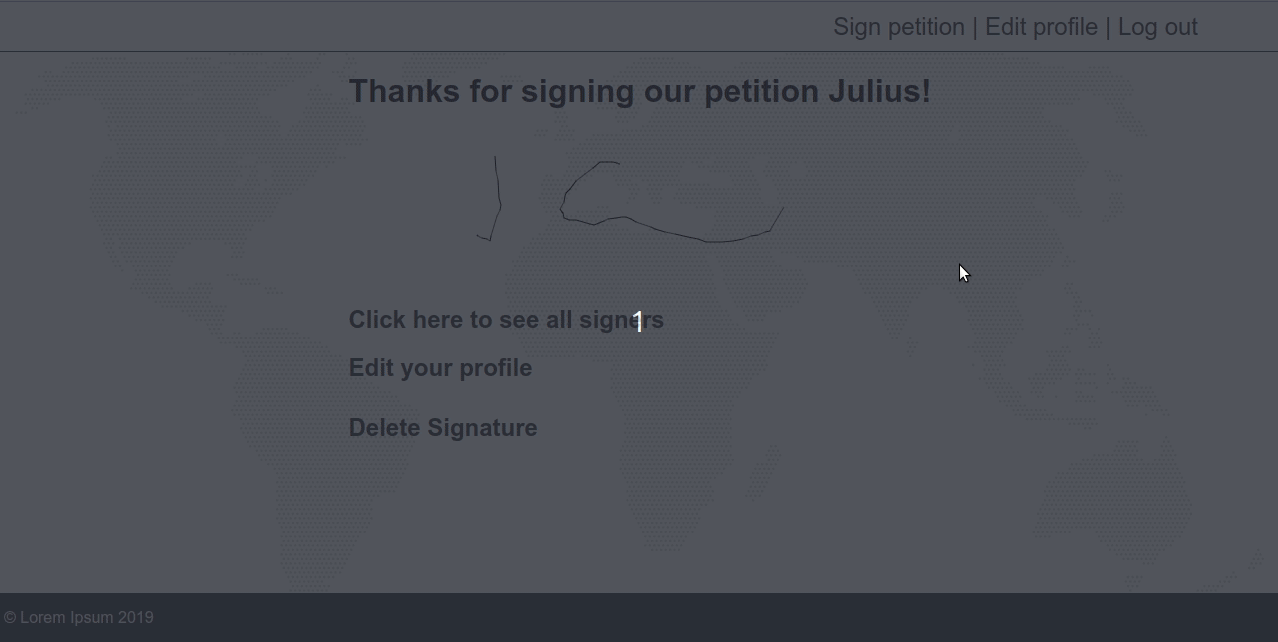 Sign petition | Edit profile | Log out
Thanks for signing our petition Julius!
Click here to see all signers
1
Edit your profile
Delete Signature
© Lorem Ipsum 2019